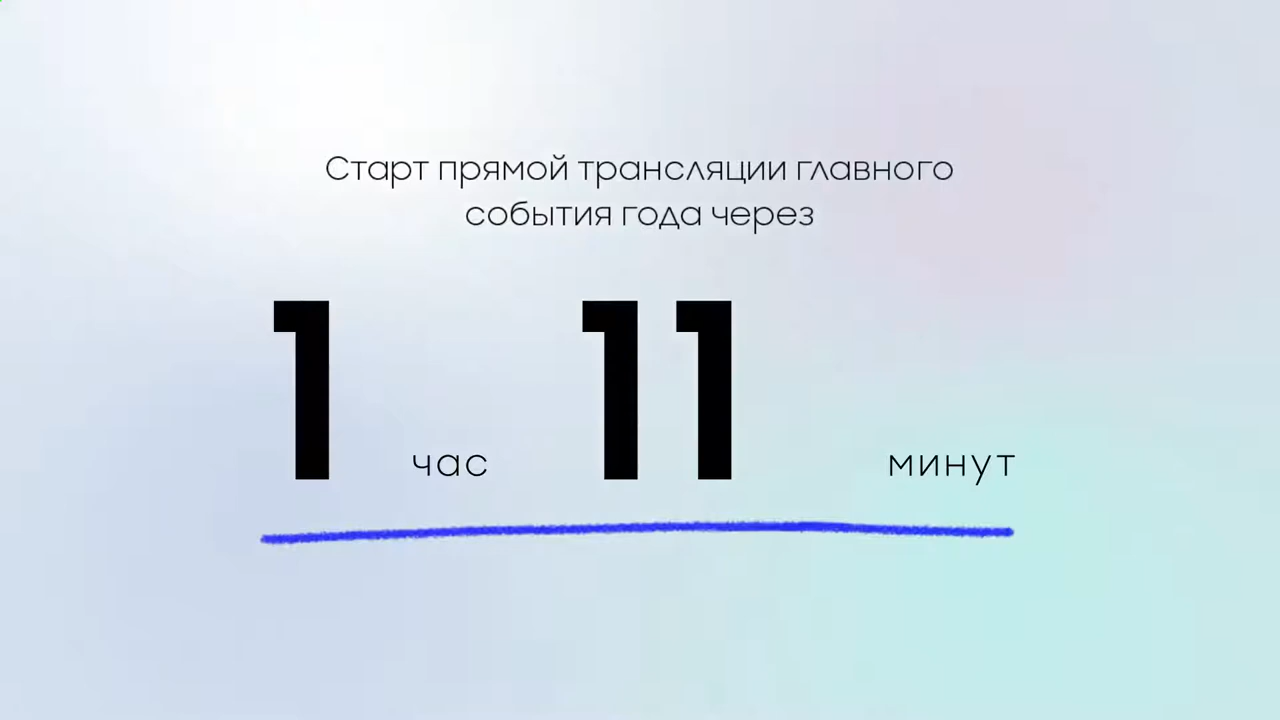 Старт прямой трансляции главного
события года через
1 час 11 минут